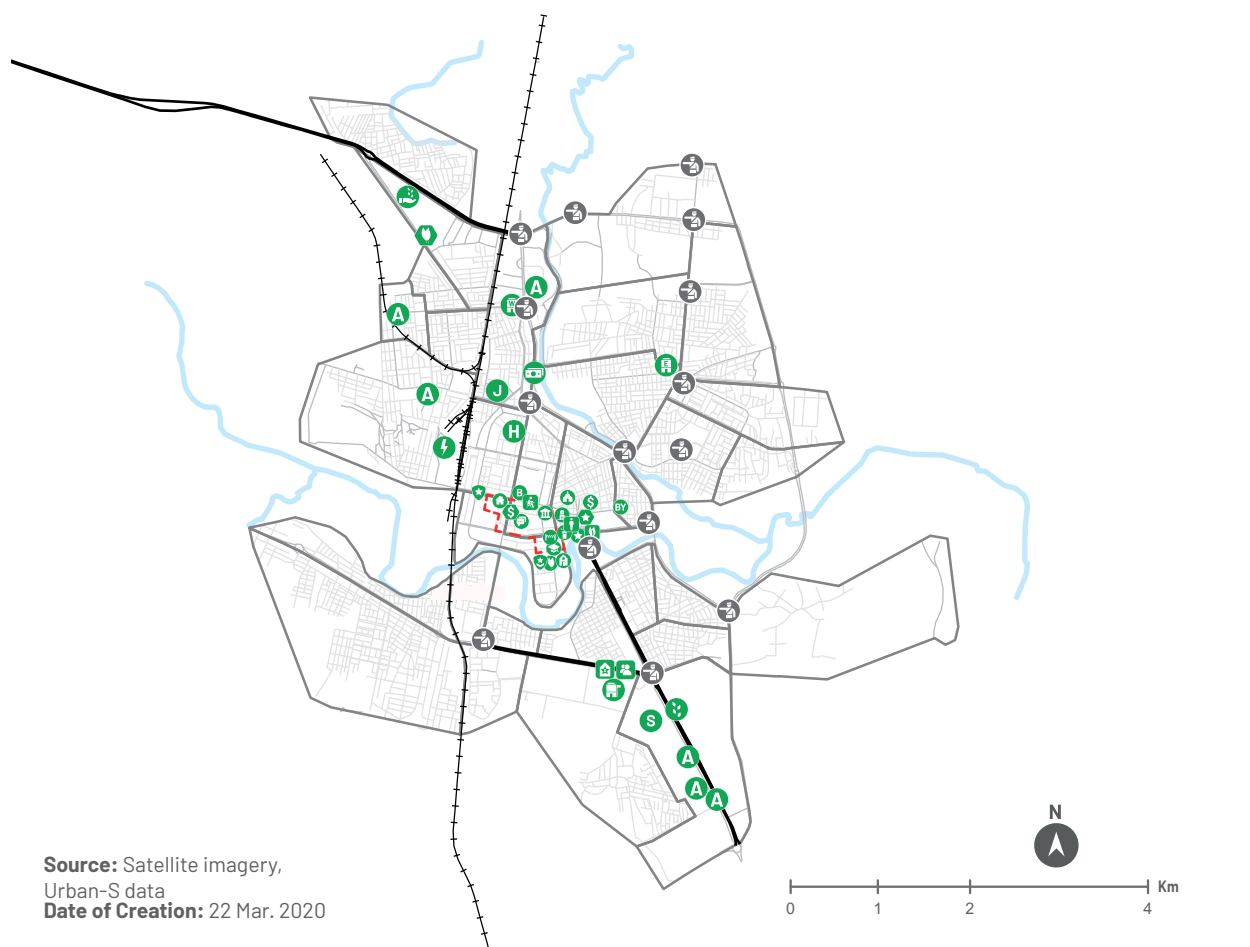 A
W
A
E
J
A
H
B
$
BY
$
S
A
A
A
N
Source: Satellite imagery,
Urban-S data
Date of Creation: 22 Mar. 2020
Km
0 1 2 4